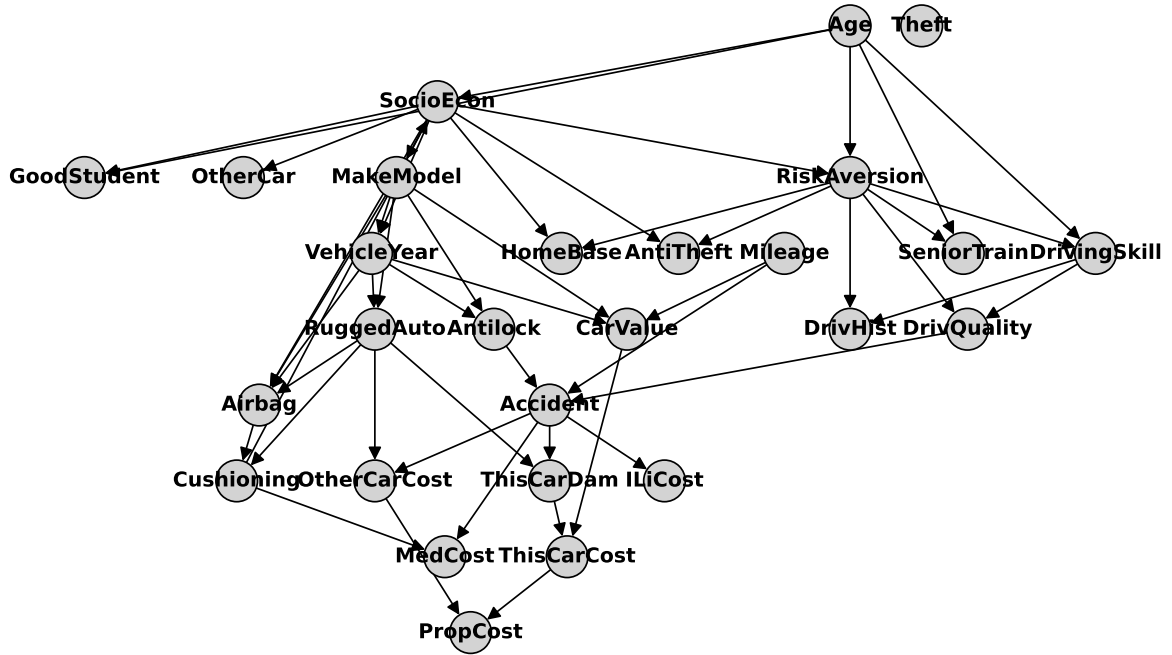 Age Theft
SocioEcon
GoodStudent OtherCar MakeModel RiskAversion
VehicleYear HomeBase AntiTheft Mileage SeniorTrain DrivingSkill
RuggedAuto Antilock CarValue DrivHist DrivQuality
Airbag Accident
Cushioning OtherCarCost ThisCarDam ILiCost
MedCost ThisCarCost
PropCost